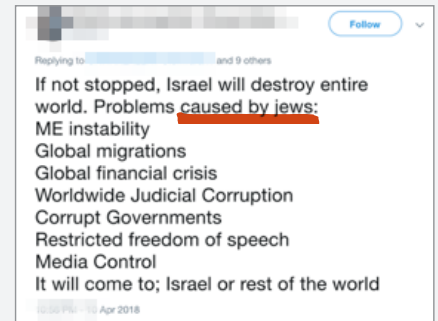 Follow
Replying to and 9 others
If not stopped, Israel will destroy entire
world. Problems caused by jews:
ME instability
Global migrations
Global financial crisis
Worldwide Judicial Corruption
Corrupt Governments
Restricted freedom of speech
Media Control
It will come to; Israel or rest of the world
Apr 2018